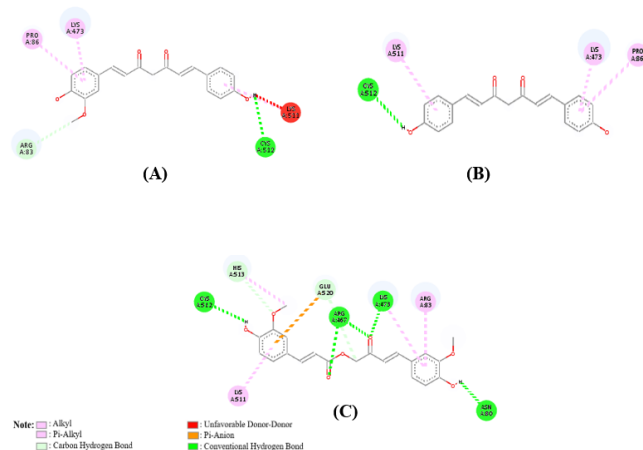 LYS
A:473
PRO
A:86
ARG
A:83
LYS
A:511
CYS
A:512
(A)
LYS
A:511
CYS
A:512
LYS
A:473
PRO
A:86
(B)
HIS
A:513
GLU
A:520
CYS
A:512
ARG
A:467
LYS
A:473
ARG
A:83
LYS
A:511
ASN
A:80
(C)
Note: : Alkyl
: Pi-Alkyl
: Carbon Hydrogen Bond
: Unfavorable Donor-Donor
: Pi-Anion
: Conventional Hydrogen Bond